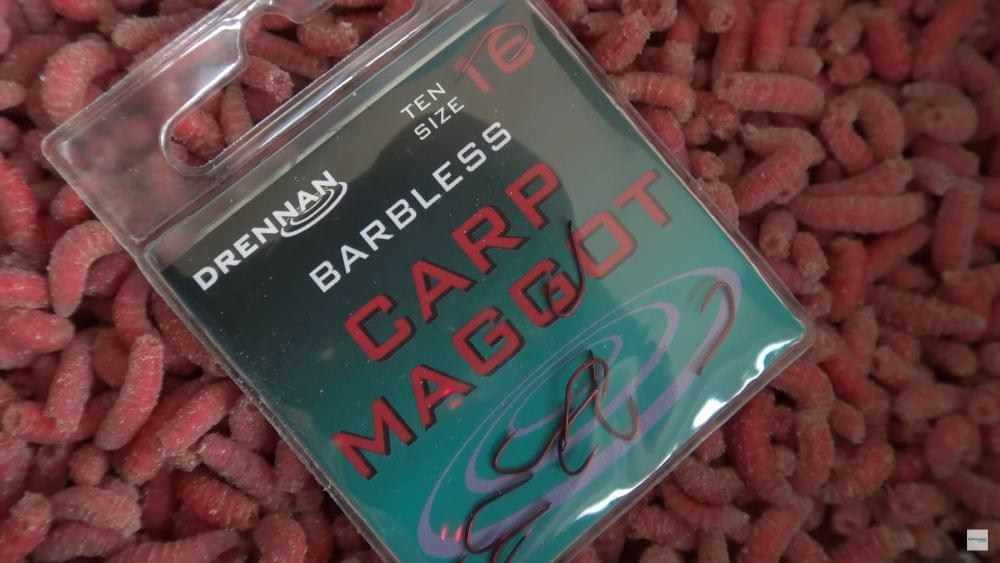 TEN
SIZE 16
DRENNAN
BARBLESS
CARP
MAGGOT